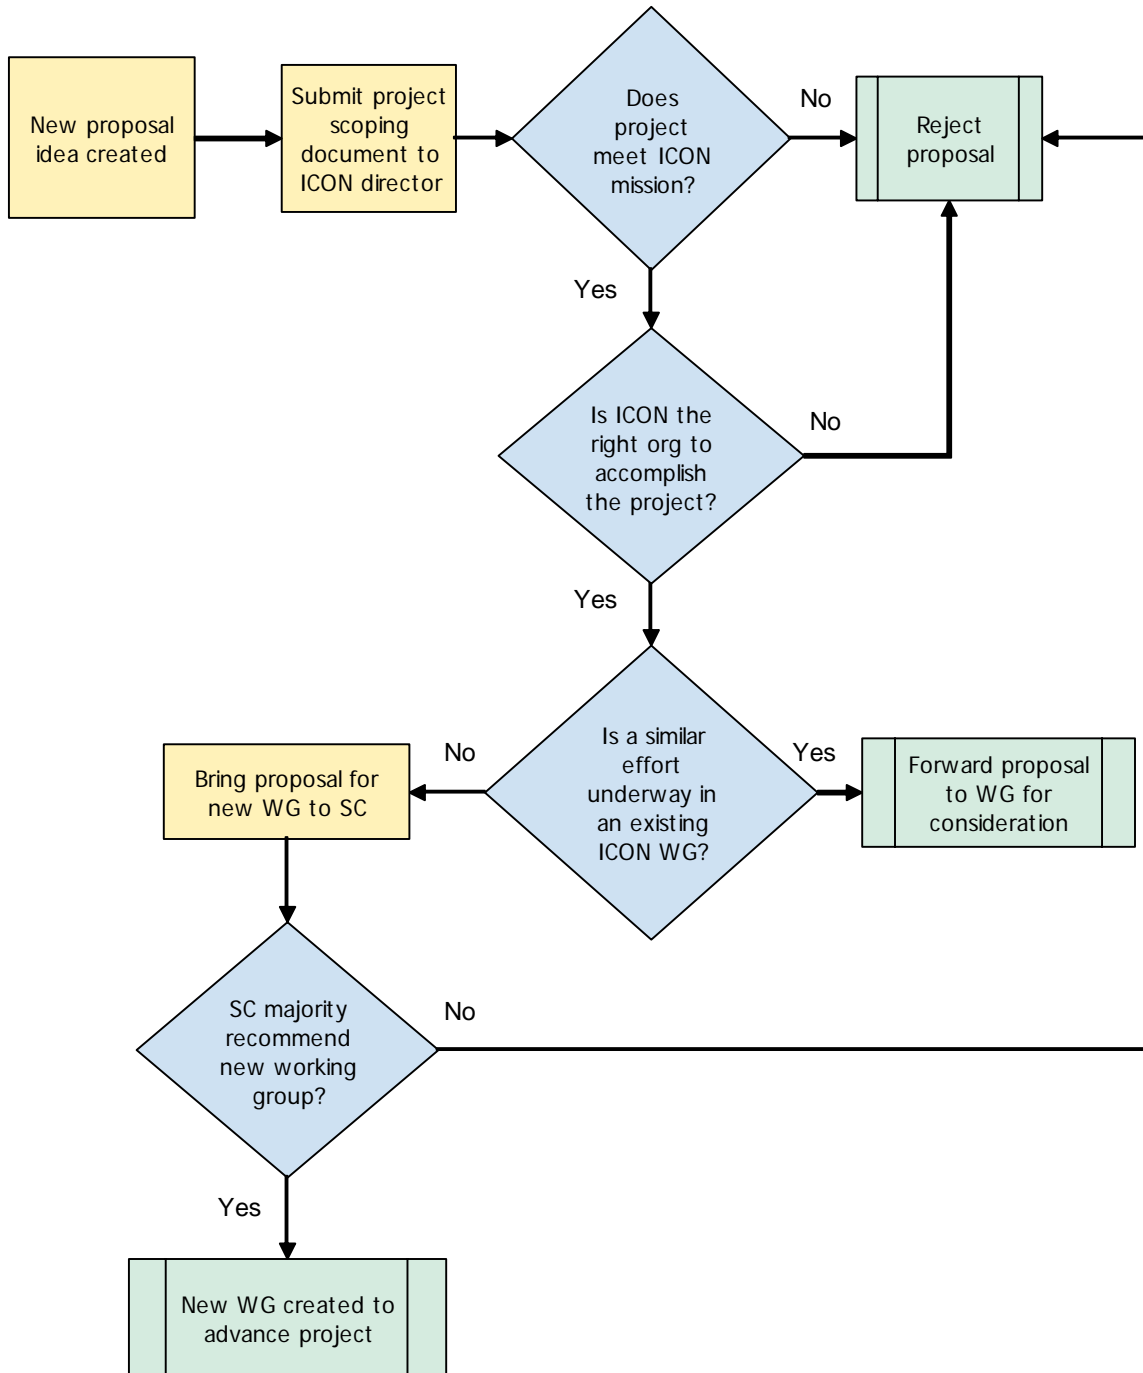 New proposal
idea created
Submit project
scoping
document to
ICON director
Does
project
meet ICON
mission?
No
Reject
proposal
Yes
Is ICON the
right org to
accomplish
the project?
No
Yes
Is a similar
effort
underway in
an existing
ICON WG?
No
Yes
Bring proposal for
new WG to SC
Forward proposal
to WG for
consideration
SC majority
recommend
new working
group?
No
Yes
New WG created to
advance project